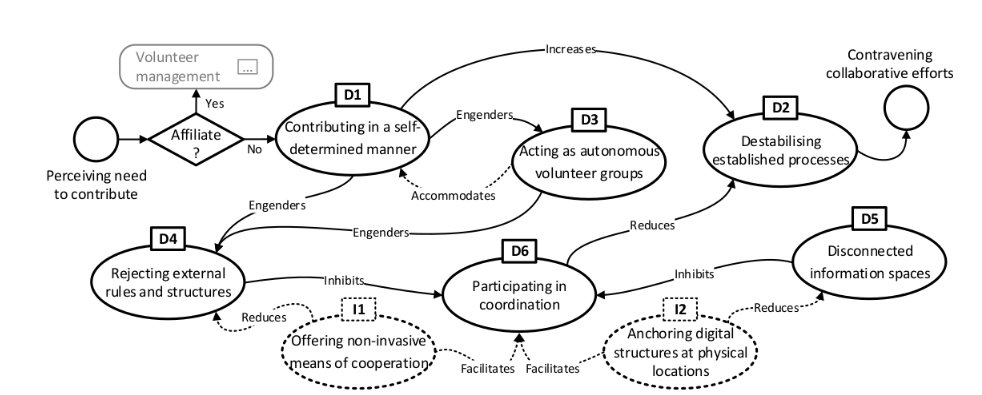 Volunteer
management
...
Yes
Affiliate
?
No
Perceiving need
to contribute
D1
Contributing in a self-
determined manner
Increases
Engenders
D3
Acting as autonomous
volunteer groups
Accommodates
D2
Destabilising
established processes
Contravening
collaborative efforts
Engenders
Engenders
D4
Rejecting external
rules and structures
Inhibits
D6
Participating in
coordination
Reduces
D5
Disconnected
information spaces
Inhibits
Reduces
I1
Offering non-invasive
means of cooperation
Facilitates
Facilitates
I2
Anchoring digital
structures at physical
locations
Reduces